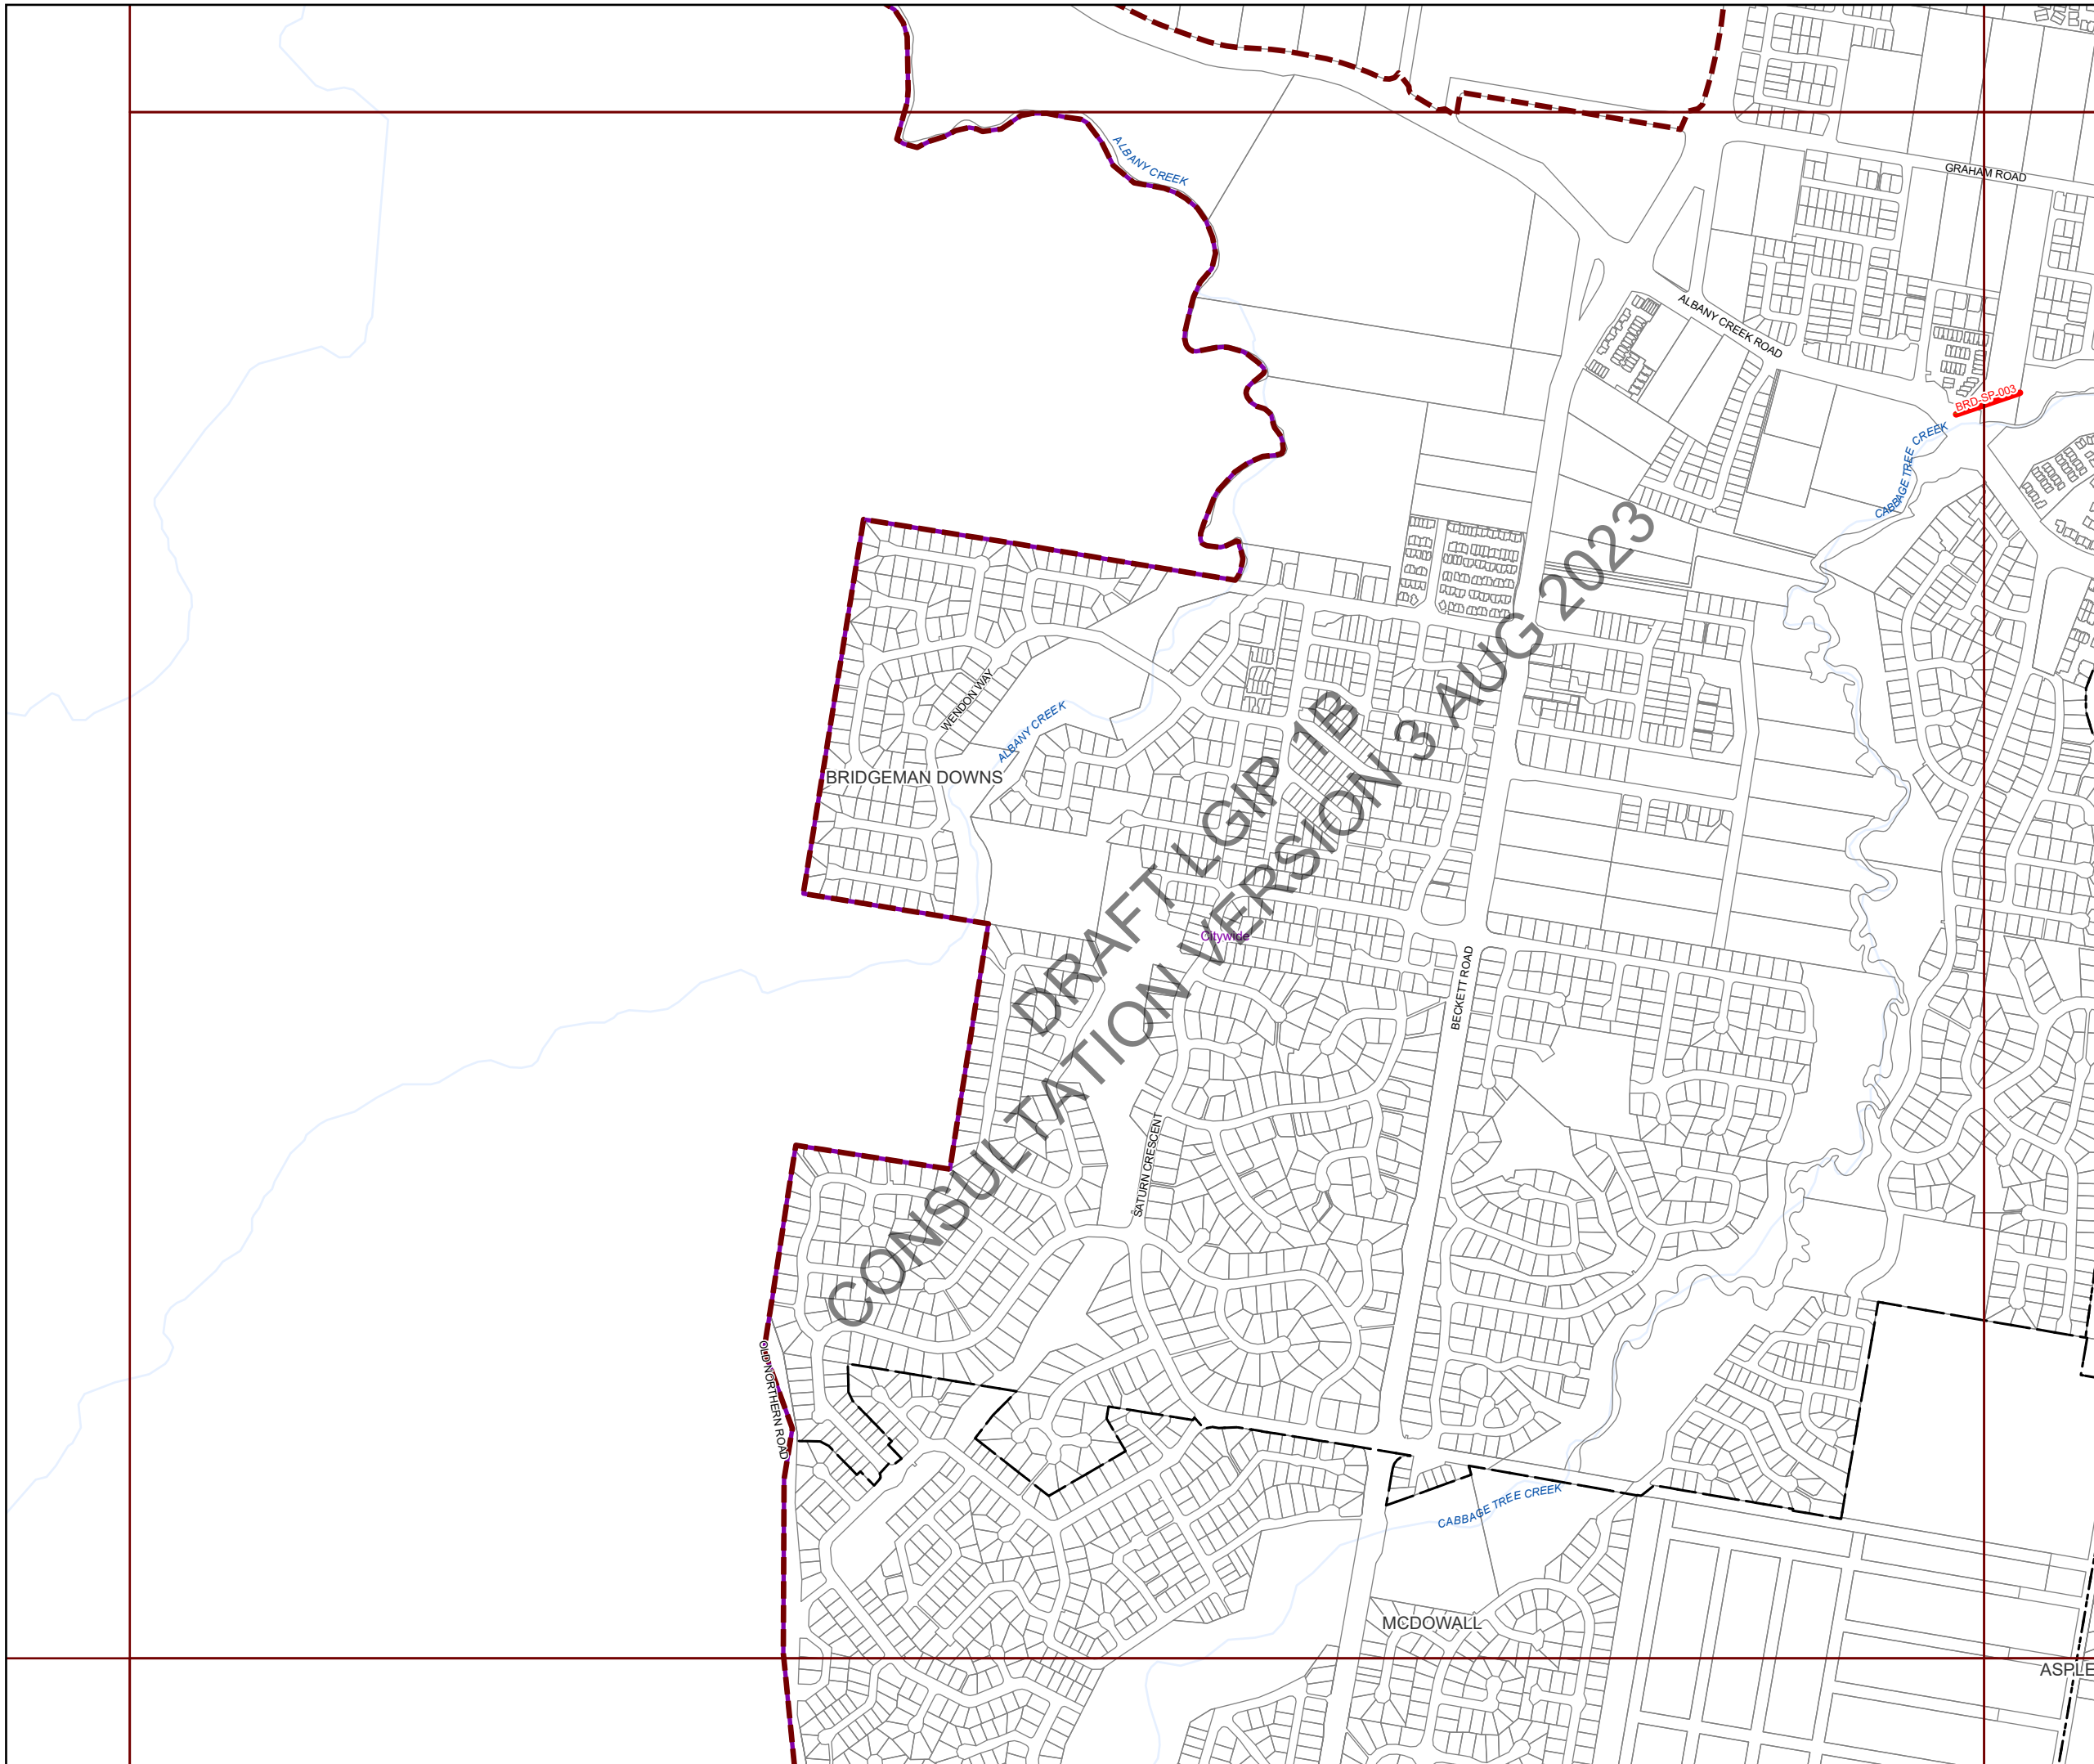 ALBANY CREEK
GRAHAM ROAD
ALBANY CREEK ROAD
BRD-SP-003
CABBAGE TREE CREEK
WENDON WAY
ALBANY CREEK
BRIDGEMAN DOWNS
DRAFT LGIP 1B
CONSULTATION VERSION 3 AUG 2023
Citywide
BECKETT ROAD
SATURN CRESCENT
OLD NORTHERN ROAD
CABBAGE TREE CREEK
MCDOWALL
ASPLE